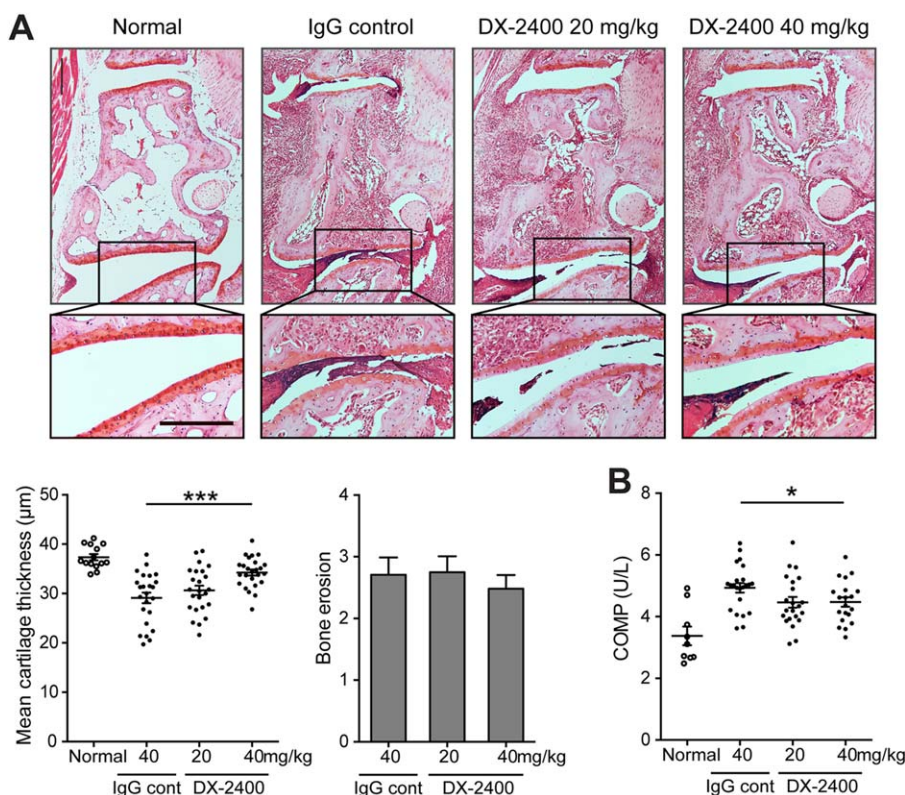 A
Normal
IgG control
DX-2400 20 mg/kg
DX-2400 40 mg/kg
Mean cartilage thickness (µm)
50
40
30
20
10
0
***
Normal
40
20
40mg/kg
IgG cont
DX-2400
Bone erosion
4
3
2
1
0
40
20
40mg/kg
IgG cont
DX-2400
B
COMP (U/L)
8
6
4
2
0
*
Normal
40
20
40mg/kg
IgG cont
DX-2400